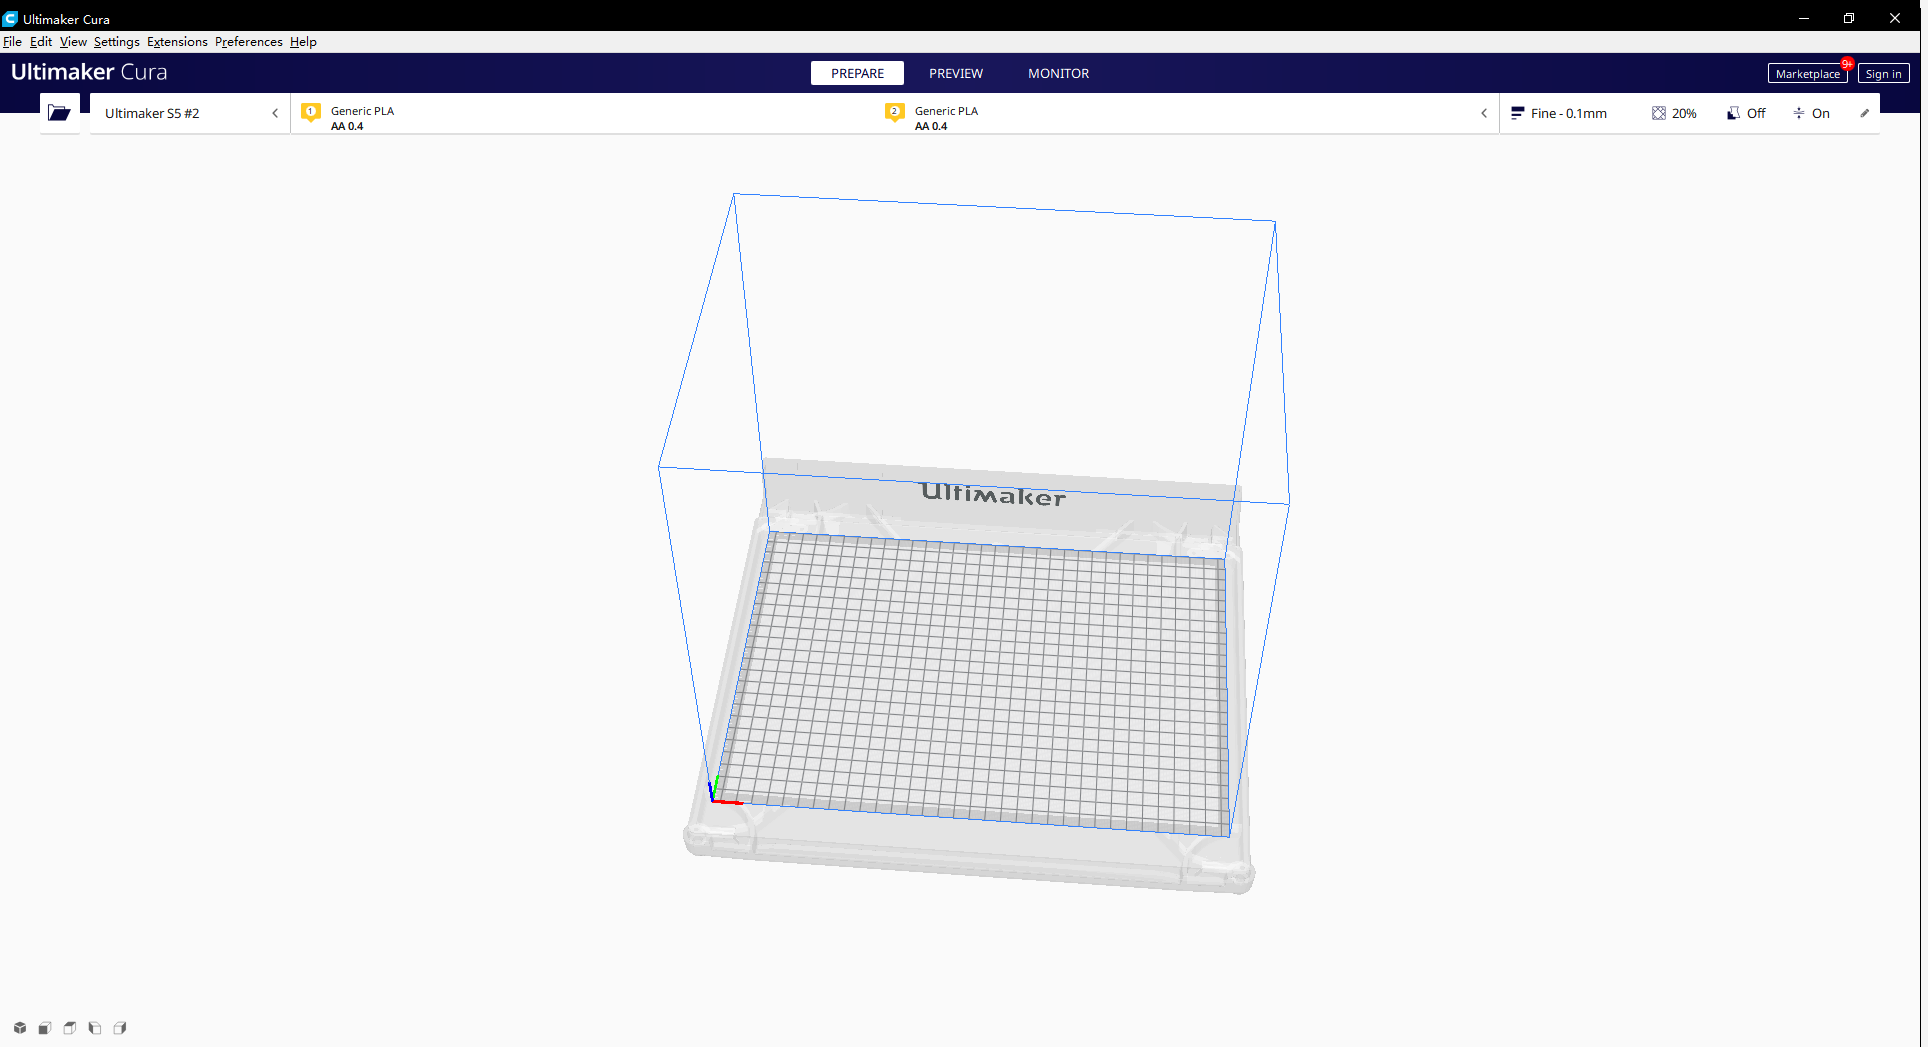 Ultimaker Cura
File Edit View Settings Extensions Preferences Help
Ultimaker Cura
PREPARE
PREVIEW
MONITOR
Marketplace
9+
Sign in
Ultimaker S5 #2
1
Generic PLA
AA 0.4
2
Generic PLA
AA 0.4
Fine - 0.1mm
20%
Off
On
Ultimaker